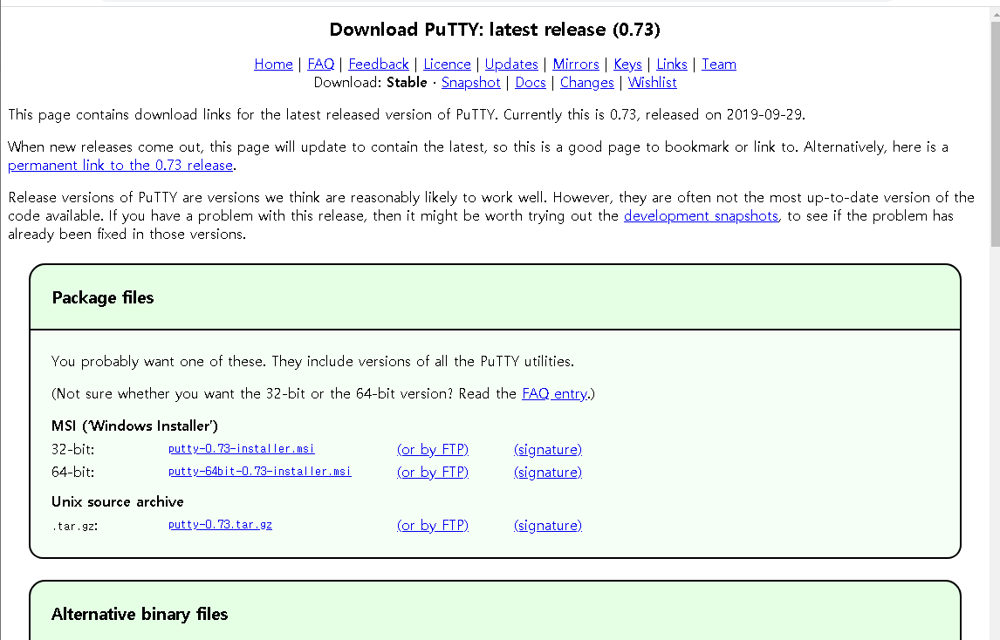 Download PuTTY: latest release (0.73)
Home | FAQ | Feedback | Licence | Updates | Mirrors | Keys | Links | Team
Download: Stable · Snapshot | Docs | Changes | Wishlist
This page contains download links for the latest released version of PuTTY. Currently this is 0.73, released on 2019-09-29.
When new releases come out, this page will update to contain the latest, so this is a good page to bookmark or link to. Alternatively, here is a
permanent link to the 0.73 release.
Release versions of PuTTY are versions we think are reasonably likely to work well. However, they are often not the most up-to-date version of the
code available. If you have a problem with this release, then it might be worth trying out the development snapshots, to see if the problem has
already been fixed in those versions.
Package files
You probably want one of these. They include versions of all the PuTTY utilities.
(Not sure whether you want the 32-bit or the 64-bit version? Read the FAQ entry.)
MSI (‘Windows Installer’)
32-bit: putty-0.73-installer.msi (or by FTP) (signature)
64-bit: putty-64bit-0.73-installer.msi (or by FTP) (signature)
Unix source archive
.tar.gz: putty-0.73.tar.gz (or by FTP) (signature)
Alternative binary files